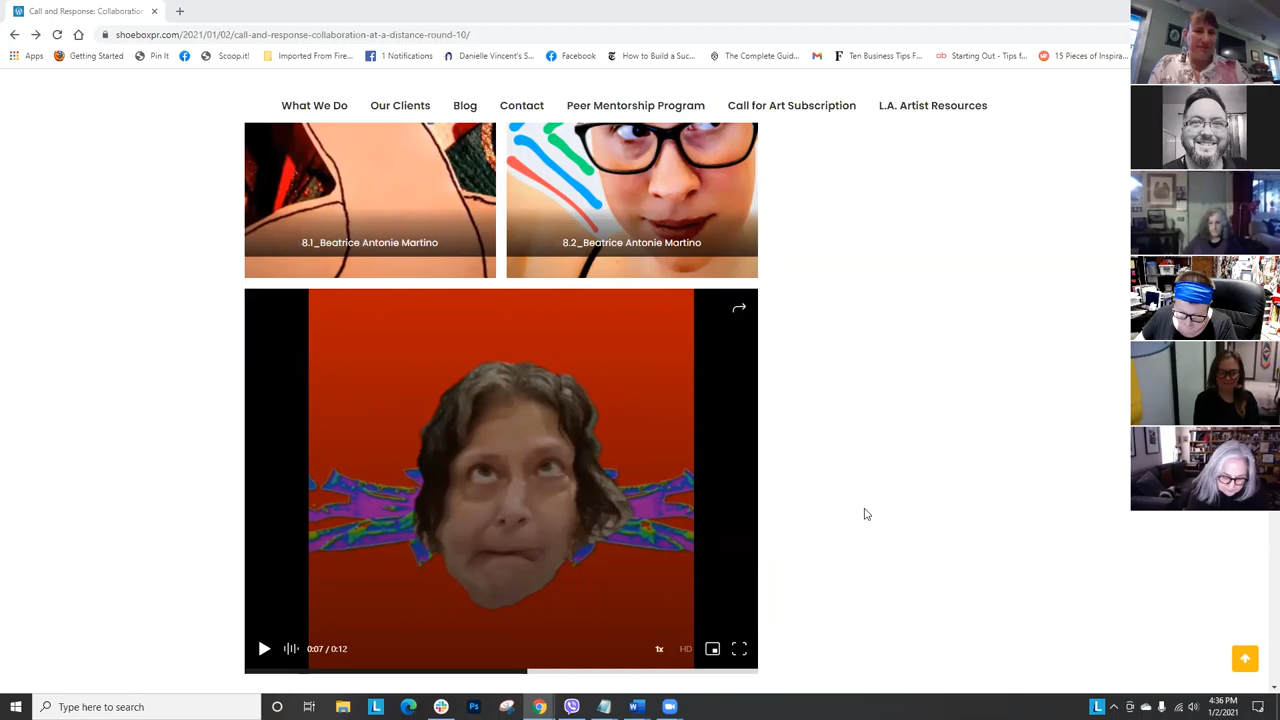 Call and Response: Collaboration
shoeboxpr.com/2021/01/02/call-and-response-collaboration-at-a-distance-round-10/
Apps Getting Started Pin It Scoop.it! Imported From Fire... 1 Notifications Danielle Vincent's S... Facebook How to Build a Suc... The Complete Guid... Ten Business Tips F... Starting Out - Tips f... 15 Pieces of Inspira...
What We Do Our Clients Blog Contact Peer Mentorship Program Call for Art Subscription L.A. Artist Resources
8.1_Beatrice Antonie Martino 8.2_Beatrice Antonie Martino
0:07 / 0:12 1x HD
Type here to search
4:36 PM
1/2/2021